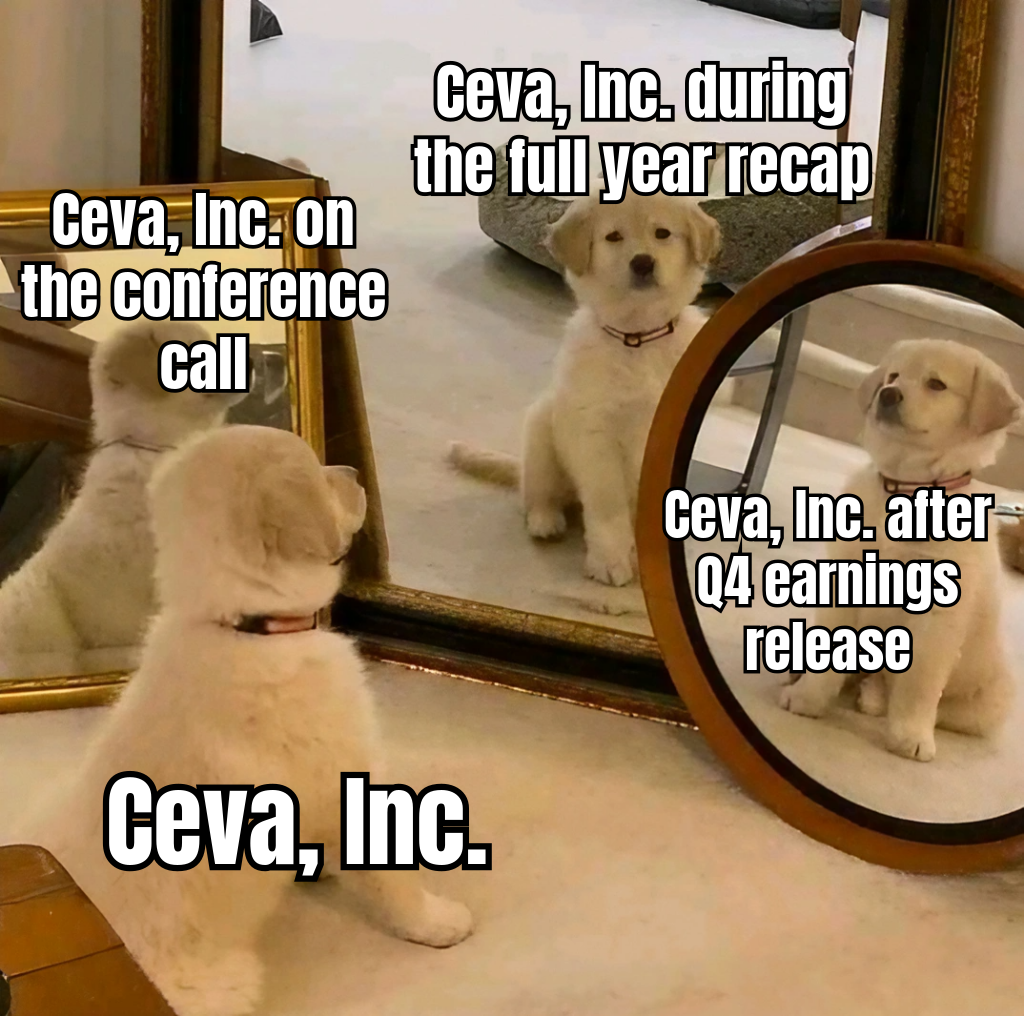 Ceva, Inc. during
the full year recap
Ceva, Inc. on
the conference
call
Ceva, Inc. after
Q4 earnings
release
Ceva, Inc.